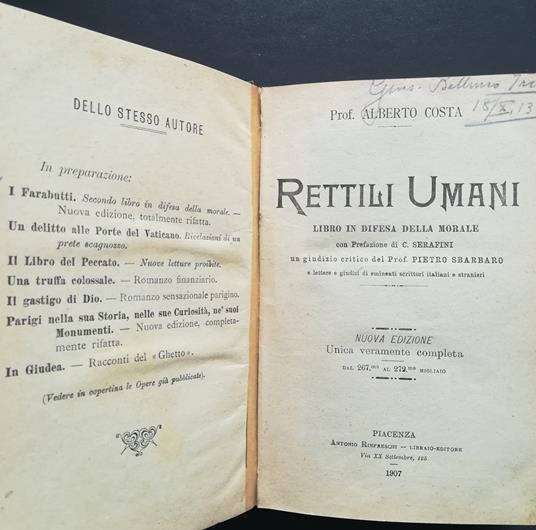 DELLO STESSO AUTORE
In preparazione:
I Farabutti. Secondo libro in difesa della morale. —
Nuova edizione, totalmente rifatta.
Un delitto alle Porte del Vaticano. Rivelazioni di un
prete scagnozzo.
Il Libro del Peccato. — Nuove letture proibite.
Una truffa colossale. — Romanzo finanziario.
Il gastigo di Dio. — Romanzo sensazionale parigino.
Parigi nella sua Storia, nelle sue Curiosità, ne' suoi
Monumenti. — Nuova edizione, completa-
mente rifatta.
In Giudea. — Racconti del « Ghetto ».
(Vedere in copertina le Opere già pubblicate).
Prof. ALBERTO COSTA
RETTILI UMANI
LIBRO IN DIFESA DELLA MORALE
con Prefazione di C. SERAFINI
un giudizio critico del Prof. PIETRO SBARBARO
e lettere e giudizi di eminenti scrittori italiani e stranieri
NUOVA EDIZIONE
Unica veramente completa
DAL 267.mo AL 272.mo MIGLIAIO
PIACENZA
ANTONIO RINFRESCHI — LIBRAIO-EDITORE
Via XX Settembre, 125
1907